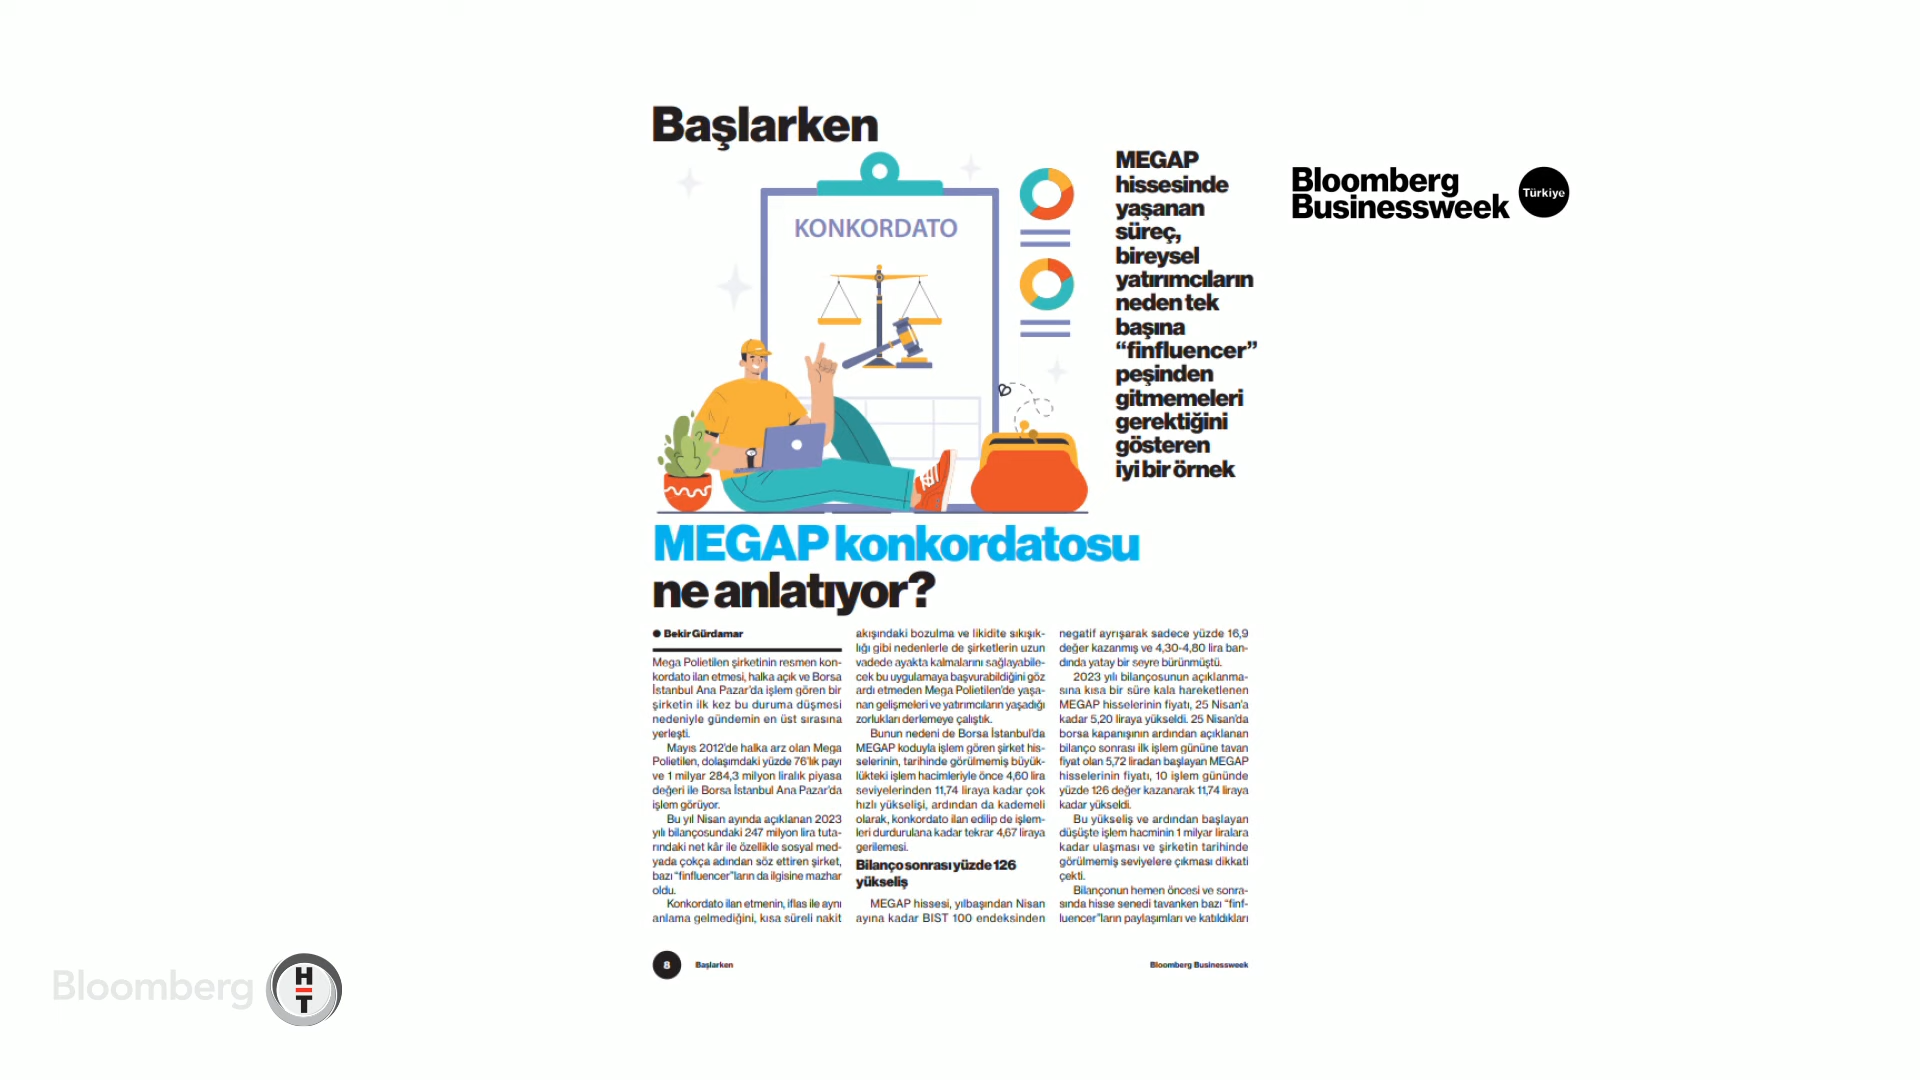 Başlarken
KONKORDATO
MEGAP
hissesinde
yaşanan
süreç,
bireysel
yatırımcıların
neden tek
başına
“finfluencer”
peşinden
gitmemeleri
gerektiğini
gösteren
iyi bir örnek
Bloomberg
Businessweek
Türkiye
MEGAP konkordatosu
ne anlatıyor?
● Bekir Gürdamar
Mega Polietilen şirketinin resmen kon-
kordato ilan etmesi, halka açık ve Borsa
İstanbul Ana Pazar’da işlem gören bir
şirketin ilk kez bu duruma düşmesi
nedeniyle gündemin en üst sırasına
yerleşti.
Mayıs 2012’de halka arz olan Mega
Polietilen, dolaşımdaki yüzde 76’lık payı
ve 1 milyar 284,3 milyon liralık piyasa
değeri ile Borsa İstanbul Ana Pazar’da
işlem görüyor.
Bu yıl Nisan ayında açıklanan 2023
yılı bilançosundaki 247 milyon lira tuta-
rındaki net kâr ile özellikle sosyal med-
yada çokça adından söz ettiren şirket,
bazı “finfluencer”ların da ilgisine mazhar
oldu.
Konkordato ilan etmenin, iflas ile aynı
anlama gelmediğini, kısa süreli nakit
akışındaki bozulma ve likidite sıkışık-
lığı gibi nedenlerle de şirketlerin uzun
vadede ayakta kalmalarını sağlayabile-
cek bu uygulamaya başvurabildiğini göz
ardı etmeden Mega Polietilen’de yaşa-
nan gelişmeleri ve yatırımcıların yaşadığı
zorlukları derlemeye çalıştık.
Bunun nedeni de Borsa İstanbul’da
MEGAP koduyla işlem gören şirket his-
selerinin, tarihinde görülmemiş büyük-
lükteki işlem hacimleriyle önce 4,60 lira
seviyelerinden 11,74 liraya kadar çok
hızlı yükselişi, ardından da kademeli
olarak, konkordato ilan edilip de işlem-
leri durdurulana kadar tekrar 4,67 liraya
gerilemesi.
Bilanço sonrası yüzde 126
yükseliş
MEGAP hissesi, yılbaşından Nisan
ayına kadar BIST 100 endeksinden
negatif ayrışarak sadece yüzde 16,9
değer kazanmış ve 4,30-4,80 lira ban-
dında yatay bir seyre bürünmüştü.
2023 yılı bilançosunun açıklanma-
sına kısa bir süre kala hareketlenen
MEGAP hisselerinin fiyatı, 25 Nisan’a
kadar 5,20 liraya yükseldi. 25 Nisan’da
borsa kapanışının ardından açıklanan
bilanço sonrası ilk işlem gününe tavan
fiyat olan 5,72 liradan başlayan MEGAP
hisselerinin fiyatı, 10 işlem gününde
yüzde 126 değer kazanarak 11,74 liraya
kadar yükseldi.
Bu yükseliş ve ardından başlayan
düşüşte işlem hacminin 1 milyar liralara
kadar ulaşması ve şirketin tarihinde
görülmemiş seviyelere çıkması dikkati
çekti.
Bilançonun hemen öncesi ve sonra-
sında hisse senedi tavanken bazı “finf-
luencer”ların paylaşımları ve katıldıkları
8 Başlarken
Bloomberg Businessweek
Bloomberg HT